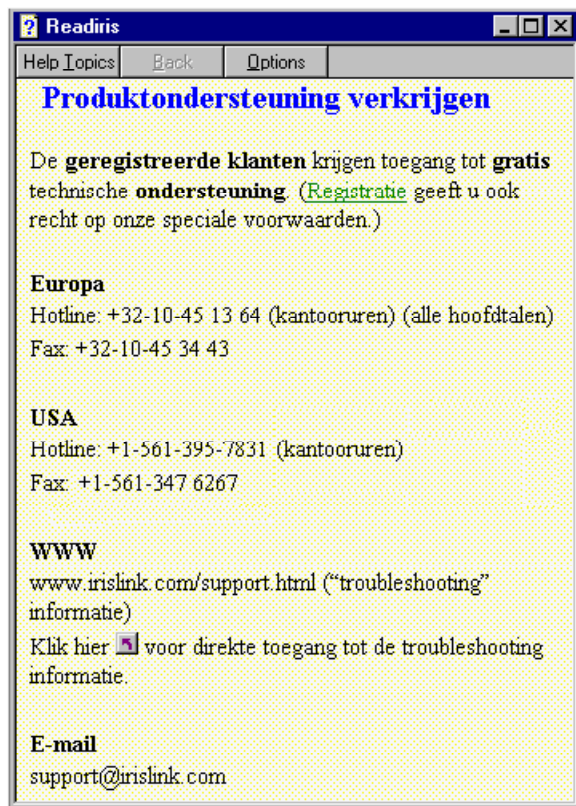 Readiris
Help Topics Back Options
Produktondersteuning verkrijgen
De geregistreerde klanten krijgen toegang tot gratis
technische ondersteuning. (Registratie geeft u ook
recht op onze speciale voorwaarden.)
Europa
Hotline: +32-10-45 13 64 (kantooruren) (alle hoofdtalen)
Fax: +32-10-45 34 43
USA
Hotline: +1-561-395-7831 (kantooruren)
Fax: +1-561-347 6267
WWW
www.irislink.com/support.html (“troubleshooting”
informatie)
Klik hier voor direkte toegang tot de troubleshooting
informatie.
E-mail
support@irislink.com